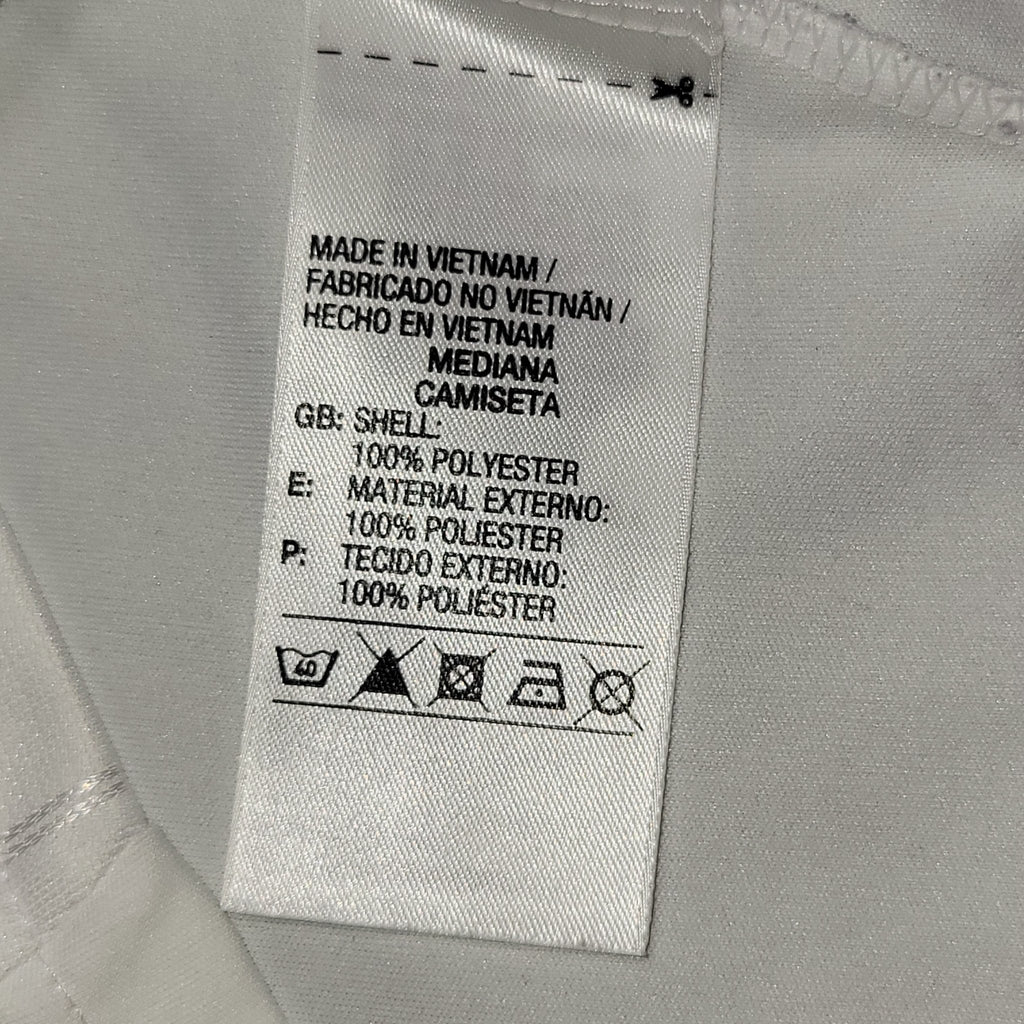 MADE IN VIETNAM /
FABRICADO NO VIETNÃN /
HECHO EN VIETNAM
MEDIANA
CAMISETA
GB: SHELL:
100% POLYESTER
E: MATERIAL EXTERNO:
100% POLIESTER
P: TECIDO EXTERNO:
100% POLIÉSTER
40